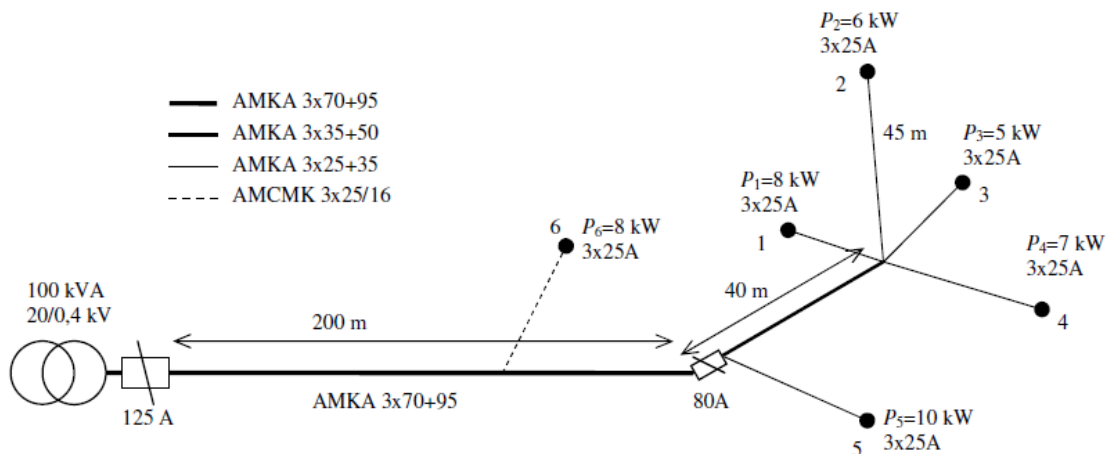 P2=6 kW
3x25A
2
AMKA 3x70+95
AMKA 3x35+50
AMKA 3x25+35
AMCMK 3x25/16
45 m
P3=5 kW
3x25A
3
P1=8 kW
3x25A
1
6
P6=8 kW
3x25A
P4=7 kW
3x25A
4
40 m
100 kVA
20/0,4 kV
200 m
125 A
AMKA 3x70+95
80A
P5=10 kW
3x25A
5